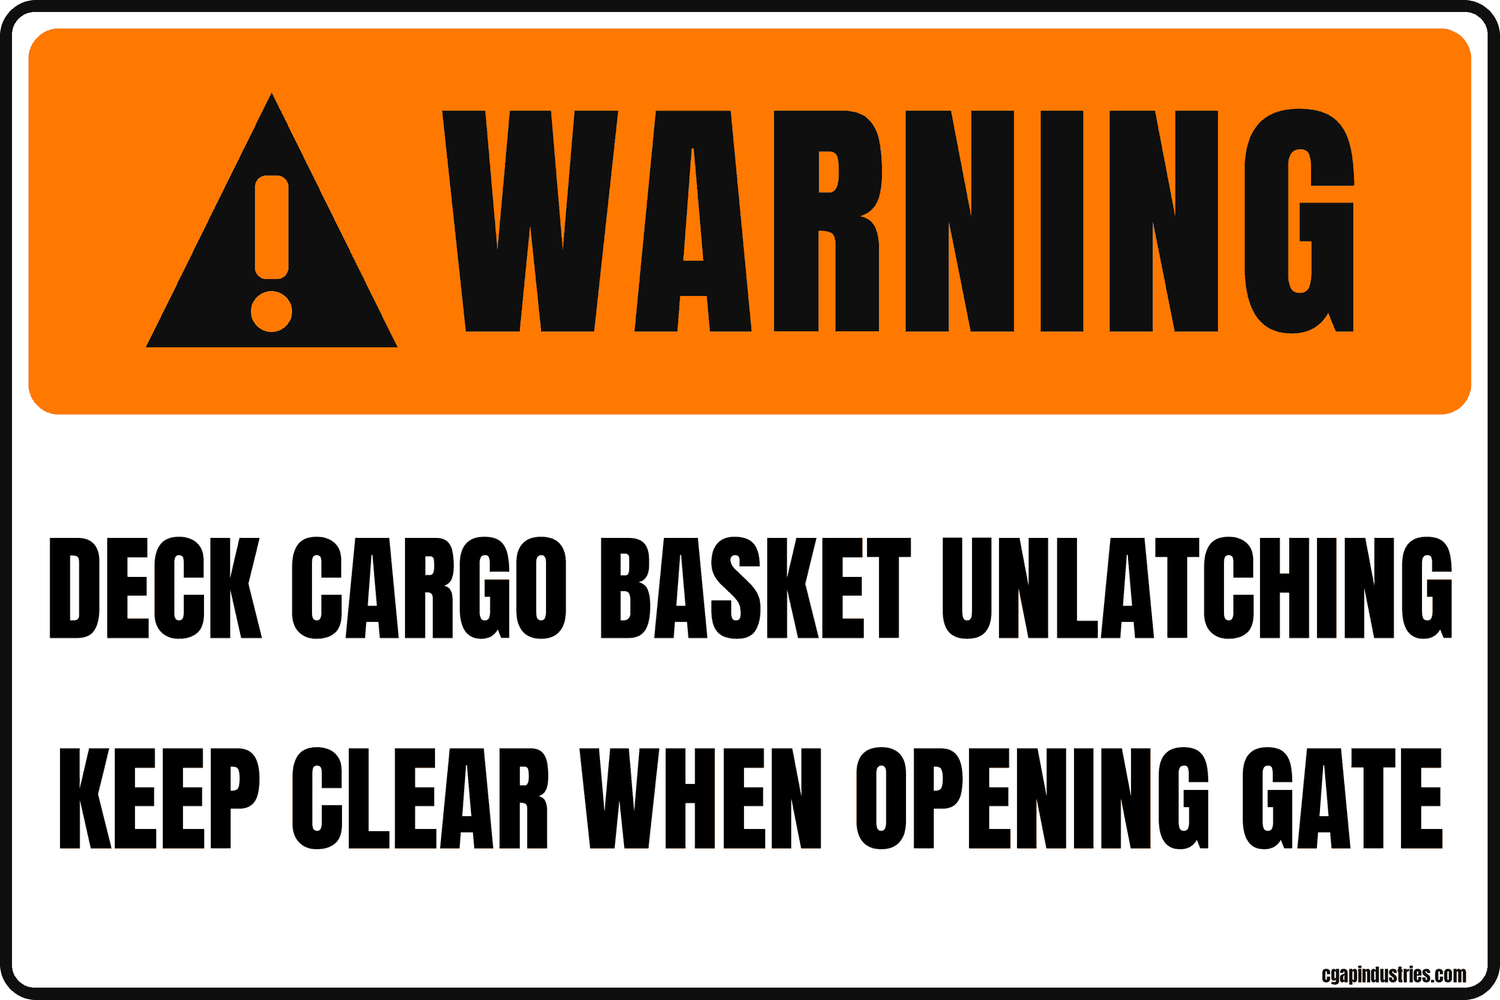 WARNING
DECK CARGO BASKET UNLATCHING
KEEP CLEAR WHEN OPENING GATE
cgapindustries.com